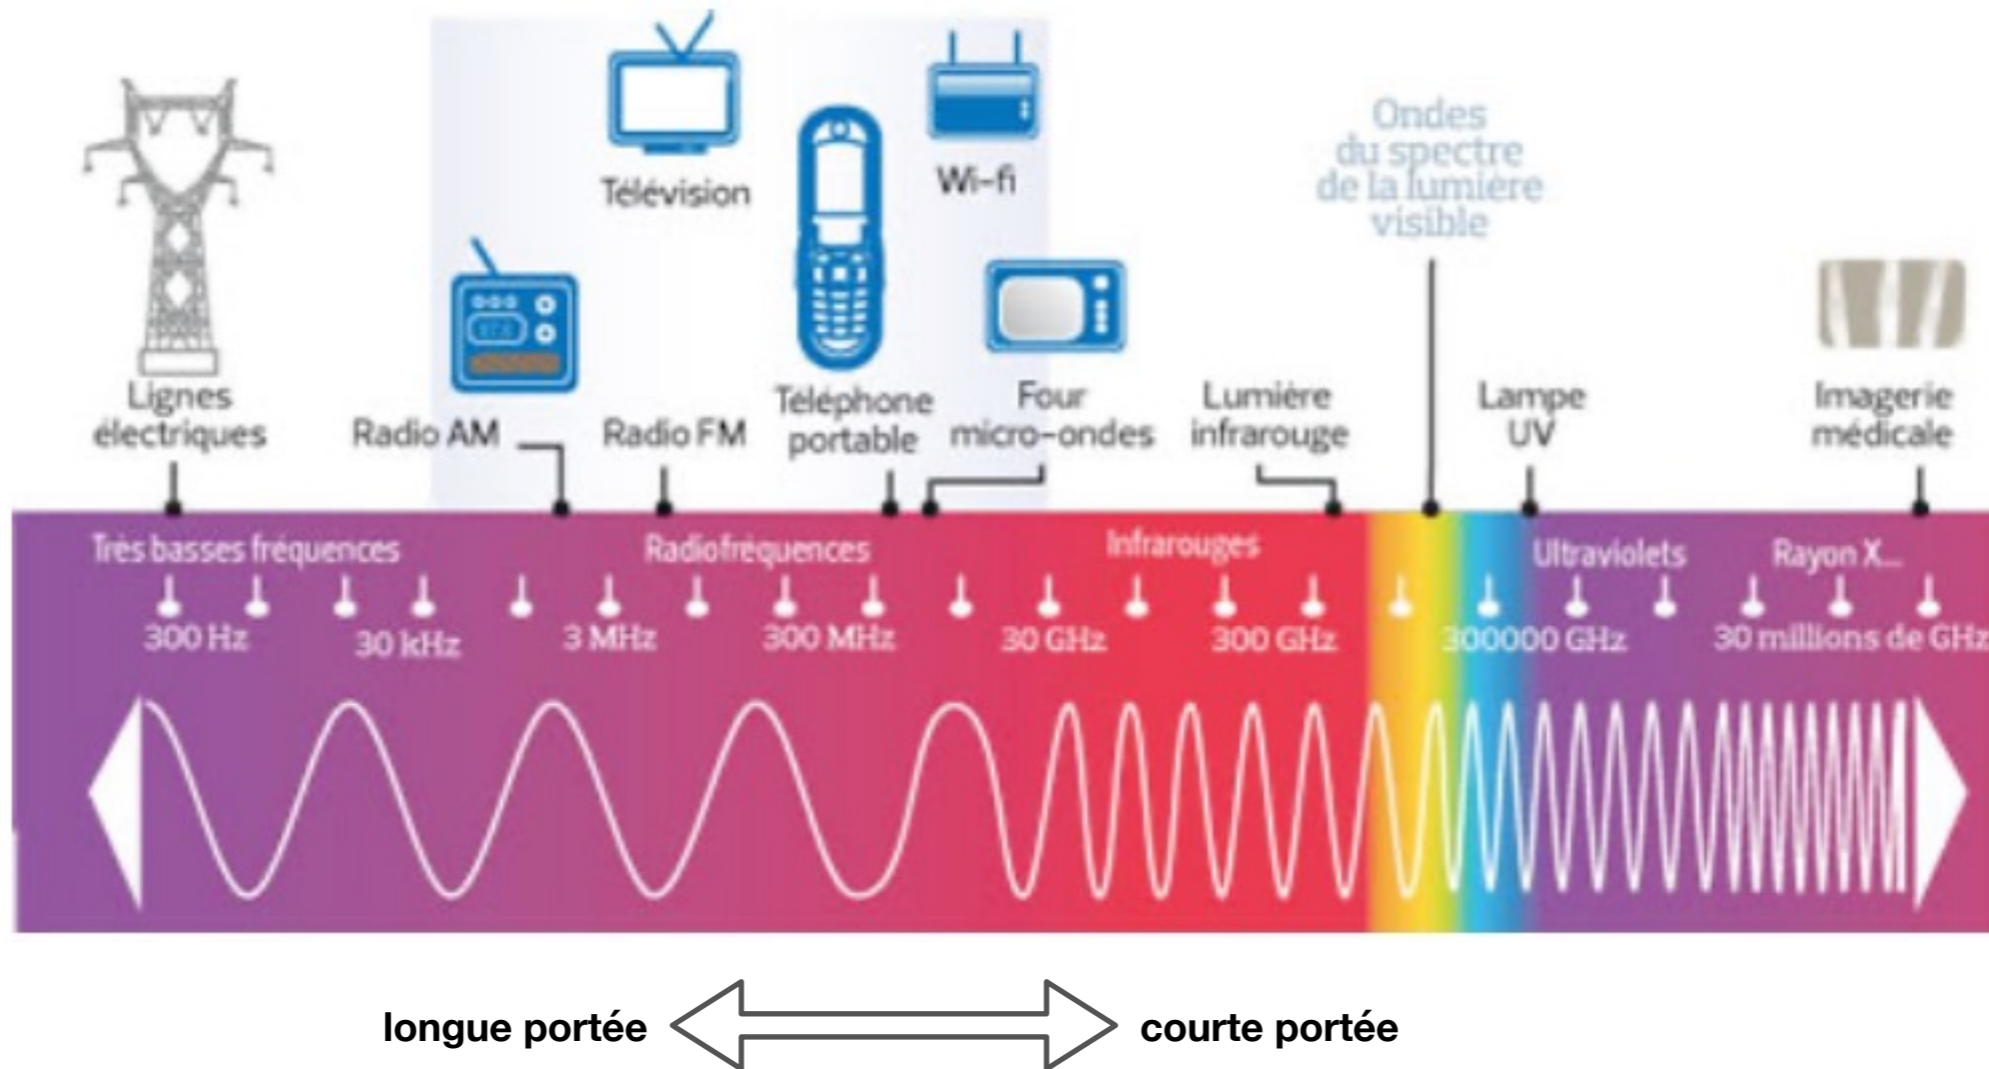 Télévision
Wi-fi
Ondes
du spectre
de la lumière
visible
Lignes
électriques
Radio AM
Radio FM
Téléphone
portable
Four
micro-ondes
Lumière
infrarouge
Lampe
UV
Imagerie
médicale
Très basses fréquences
Radiofréquences
Infrarouges
Ultraviolets
Rayon X...
300 Hz
30 kHz
3 MHz
300 MHz
30 GHz
300 GHz
300000 GHz
30 millions de GHz
longue portée
courte portée